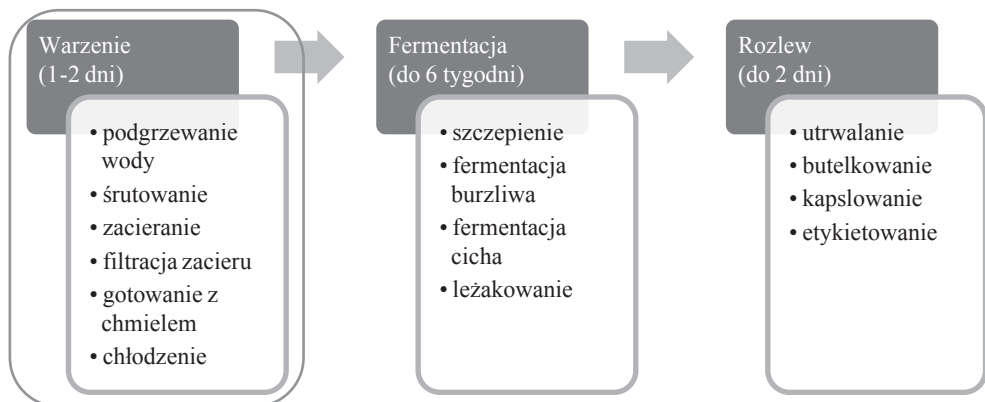 Warzenie
(1-2 dni)
• podgrzewanie
wody
• śrutowanie
• zacieranie
• filtracja zacieru
• gotowanie z
chmielem
• chłodzenie
Fermentacja
(do 6 tygodni)
• szczepienie
• fermentacja
burzliwa
• fermentacja
cicha
• leżakowanie
Rozlew
(do 2 dni)
• utrwalanie
• butelkowanie
• kapslowanie
• etykietowanie